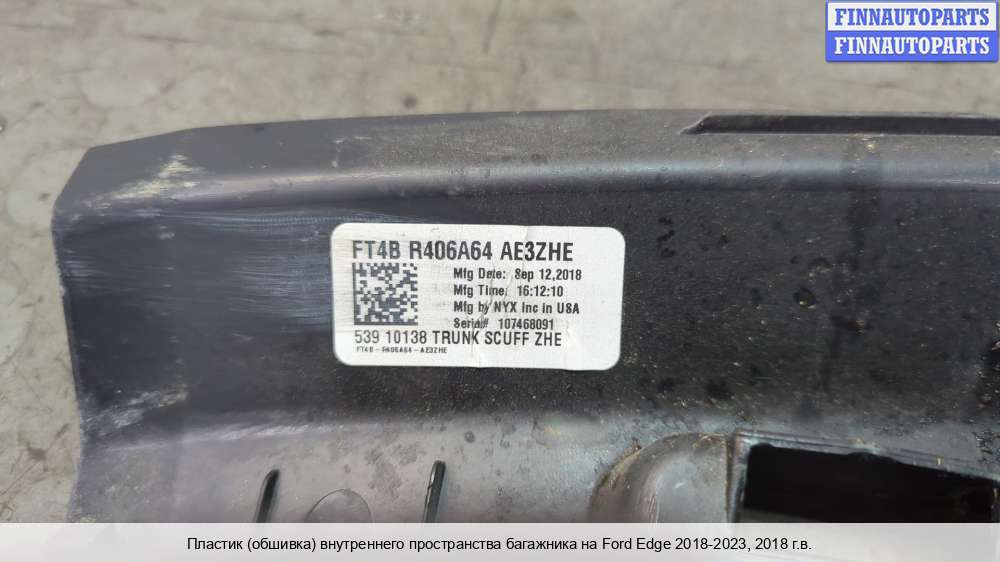 FINNAUTOPARTS
FINNAUTOPARTS
FT4B R406A64 AE3ZHE
Mfg Date: Sep 12,2018
Mfg Time: 16:12:10
Mfg by NYX Inc in USA
Serial# 107468091
539 10138 TRUNK SCUFF ZHE
FT4B-R406A64-AE3ZHE
Пластик (обшивка) внутреннего пространства багажника на Ford Edge 2018-2023, 2018 г.в.